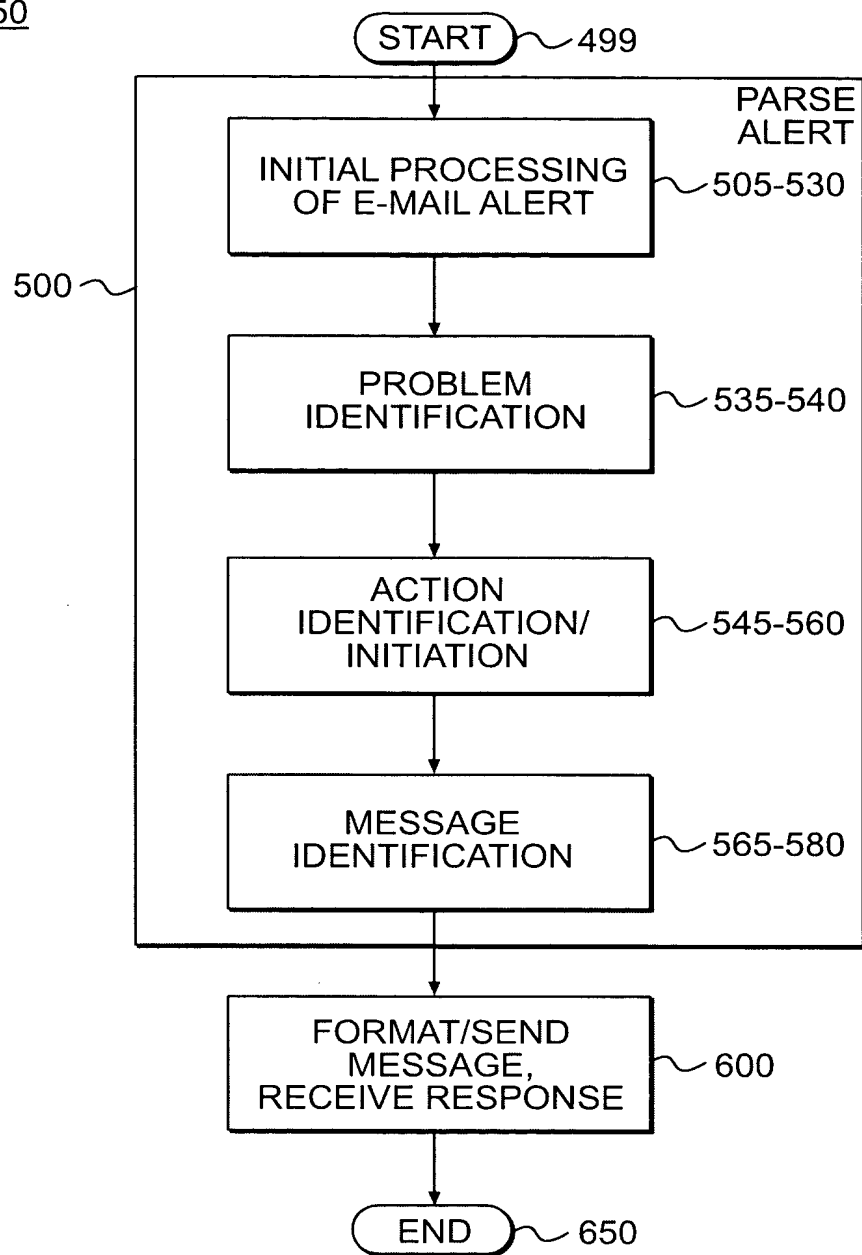 50
START
499
PARSE
ALERT
INITIAL PROCESSING
OF E-MAIL ALERT
505-530
500
PROBLEM
IDENTIFICATION
535-540
ACTION
IDENTIFICATION/
INITIATION
545-560
MESSAGE
IDENTIFICATION
565-580
FORMAT/SEND
MESSAGE,
RECEIVE RESPONSE
600
END
650